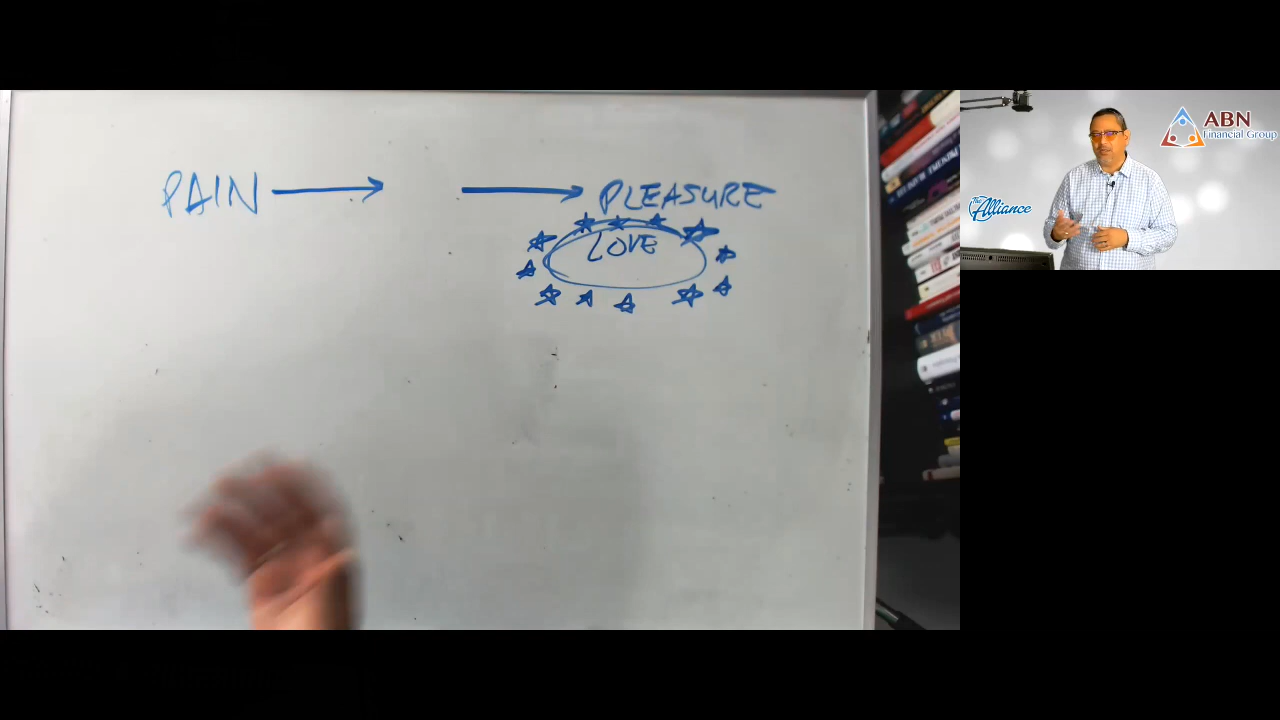 PAIN → → PLEASURE
LOVE
ABN
Financial Group
The Alliance